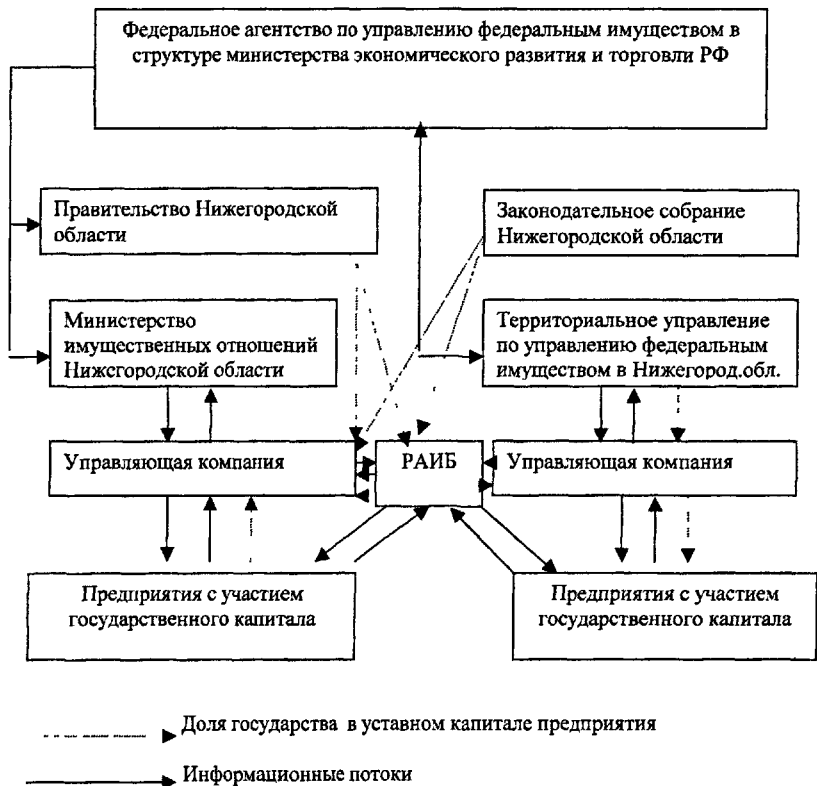 Федеральное агентство по управлению федеральным имуществом в
структуре министерства экономического развития и торговли РФ
Правительство Нижегородской
области
Законодательное собрание
Нижегородской области
Министерство
имущественных отношений
Нижегородской области
Территориальное управление
по управлению федеральным
имуществом в Нижегород.обл.
Управляющая компания
РАИБ
Управляющая компания
Предприятия с участием
государственного капитала
Предприятия с участием
государственного капитала
Доля государства в уставном капитале предприятия
Информационные потоки